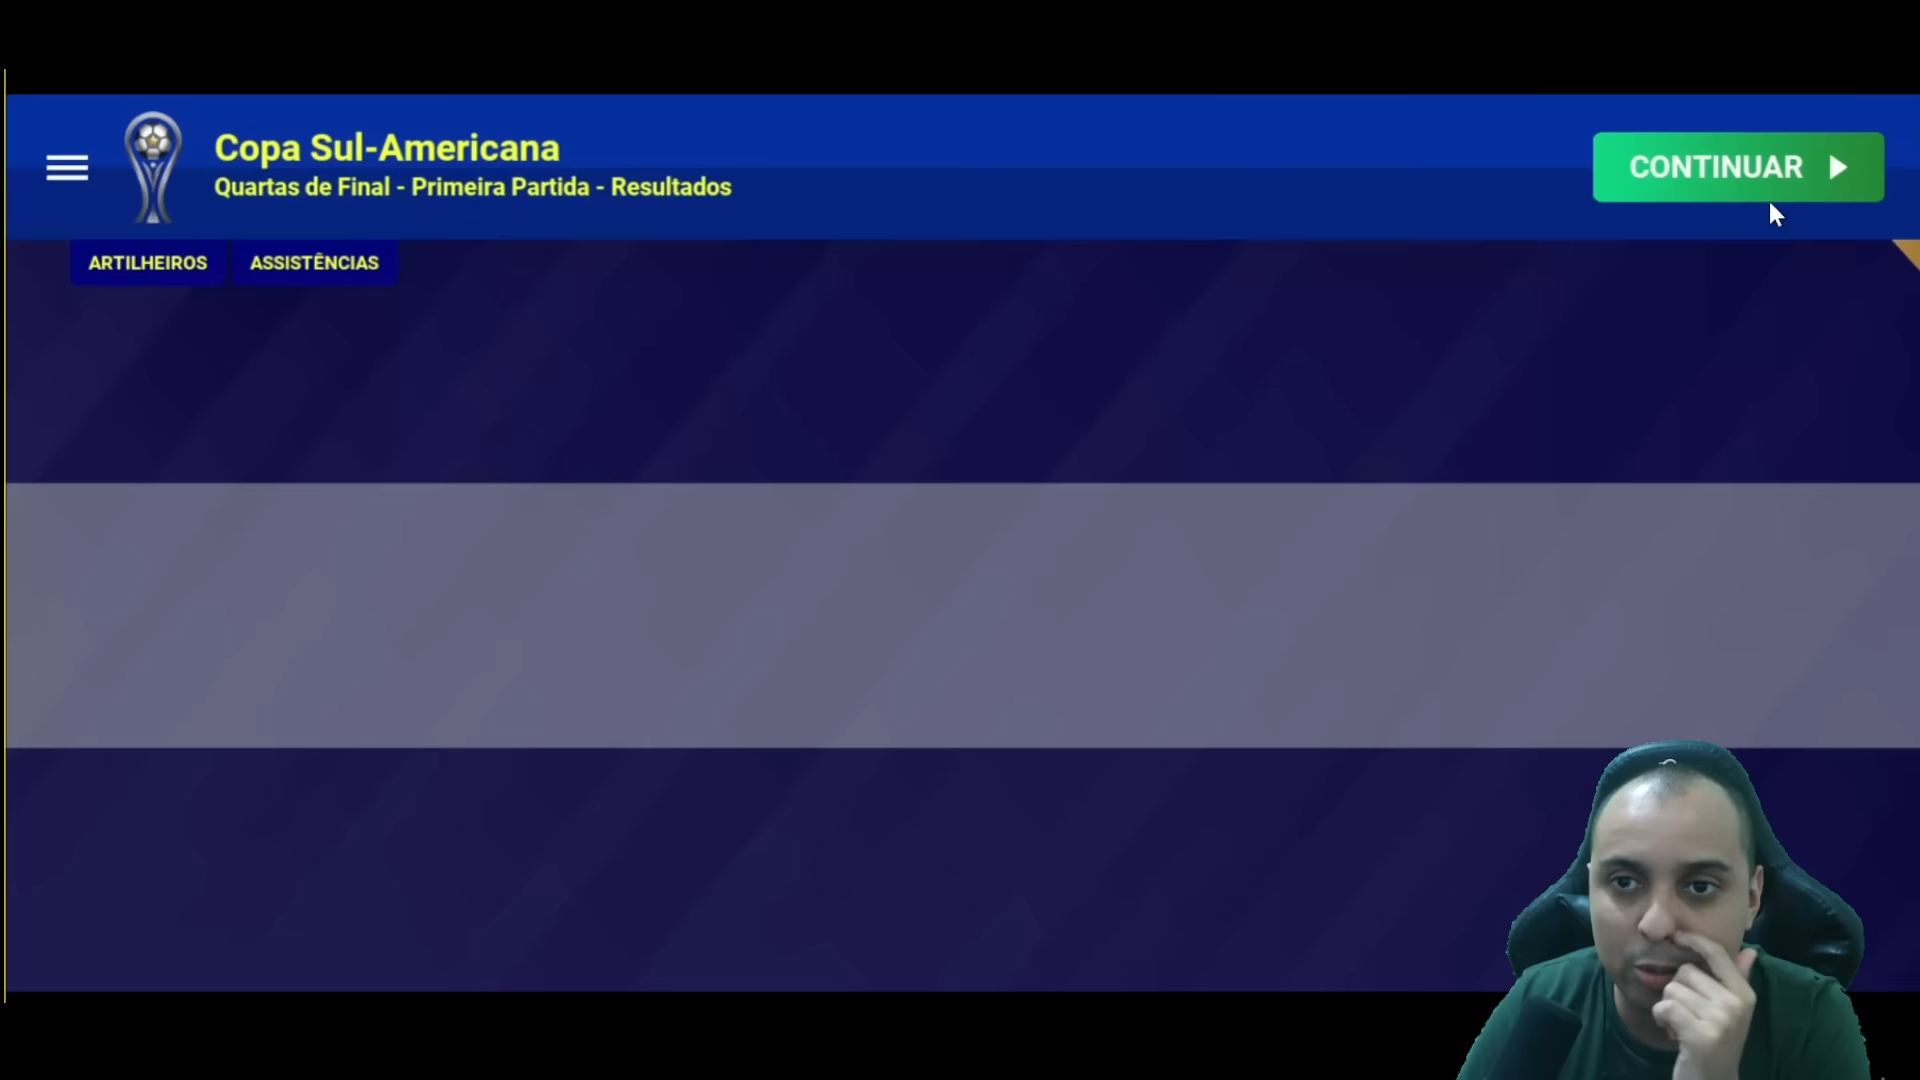 Copa Sul-Americana
Quartas de Final - Primeira Partida - Resultados
CONTINUAR
ARTILHEIROS
ASSISTÊNCIAS